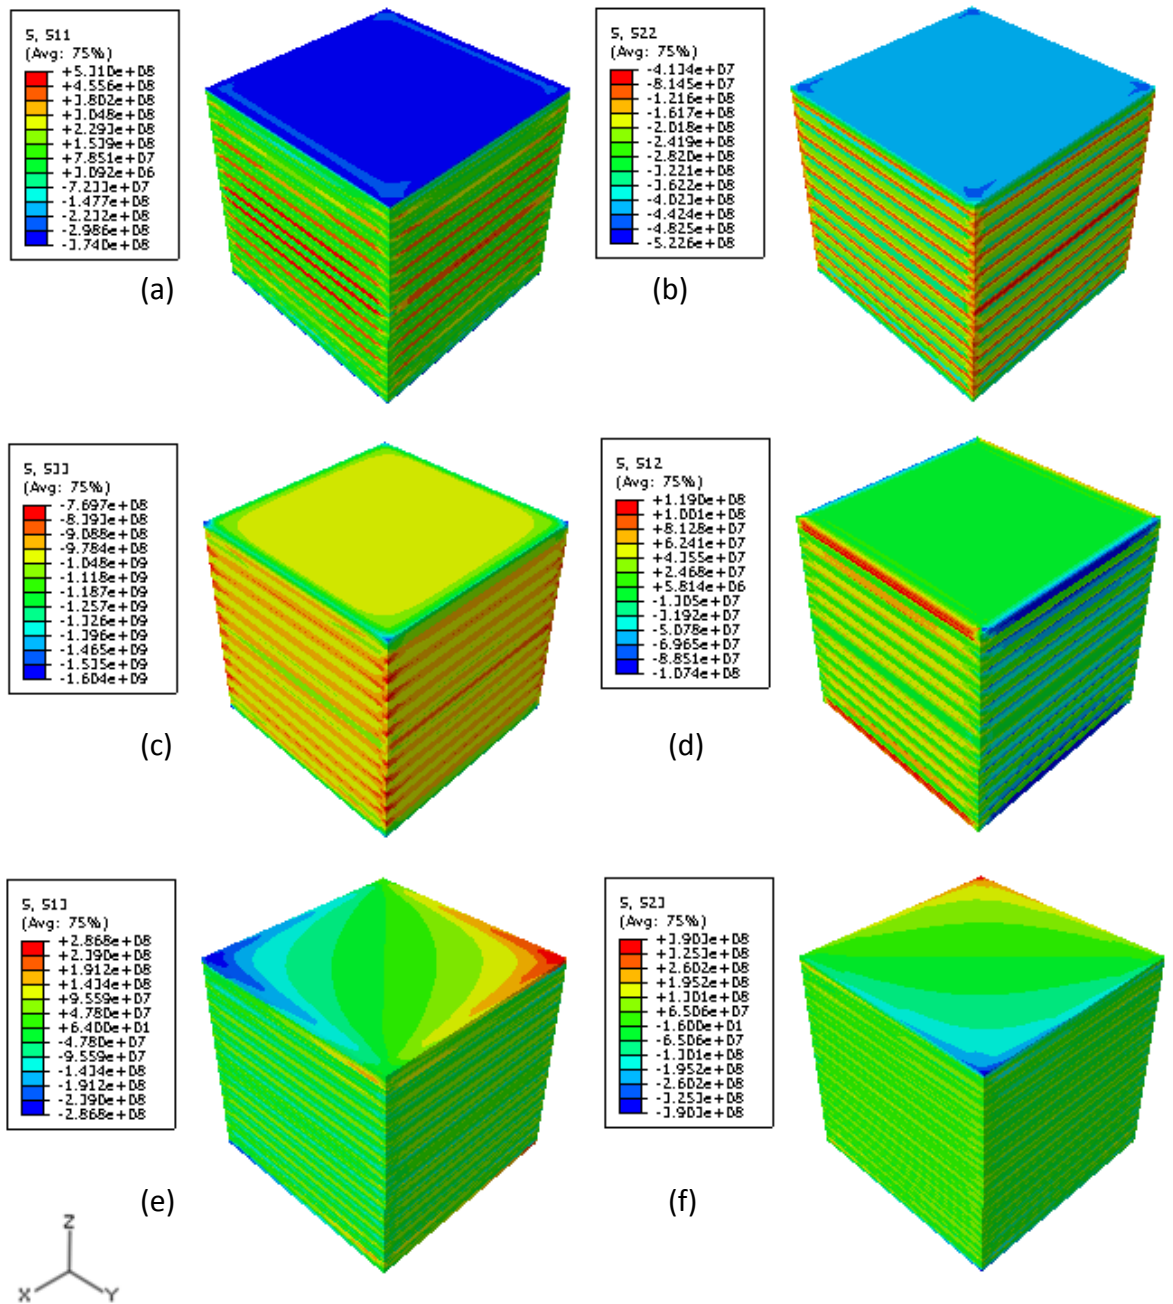 S, S11
(Avg: 75%)
+5.310e+08
+4.556e+08
+3.802e+08
+3.048e+08
+2.293e+08
+1.539e+08
+7.851e+07
+3.092e+06
-7.233e+07
-1.477e+08
-2.232e+08
-2.986e+08
-3.740e+08
(a)
S, S22
(Avg: 75%)
-4.134e+07
-8.145e+07
-1.216e+08
-1.617e+08
-2.018e+08
-2.419e+08
-2.820e+08
-3.221e+08
-3.622e+08
-4.023e+08
-4.424e+08
-4.825e+08
-5.226e+08
(b)
S, S33
(Avg: 75%)
-7.697e+08
-8.393e+08
-9.088e+08
-9.784e+08
-1.048e+09
-1.118e+09
-1.187e+09
-1.257e+09
-1.326e+09
-1.396e+09
-1.465e+09
-1.535e+09
-1.604e+09
(c)
S, S12
(Avg: 75%)
+1.190e+08
+1.001e+08
+8.128e+07
+6.241e+07
+4.355e+07
+2.468e+07
+5.814e+06
-1.305e+07
-3.192e+07
-5.078e+07
-6.965e+07
-8.851e+07
-1.074e+08
(d)
S, S13
(Avg: 75%)
+2.868e+08
+2.390e+08
+1.912e+08
+1.434e+08
+9.559e+07
+4.780e+07
+6.400e+01
-4.780e+07
-9.559e+07
-1.434e+08
-1.912e+08
-2.390e+08
-2.868e+08
(e)
S, S23
(Avg: 75%)
+3.903e+08
+3.253e+08
+2.602e+08
+1.952e+08
+1.301e+08
+6.506e+07
-1.600e+01
-6.506e+07
-1.301e+08
-1.952e+08
-2.602e+08
-3.253e+08
-3.903e+08
(f)
Z
X
Y